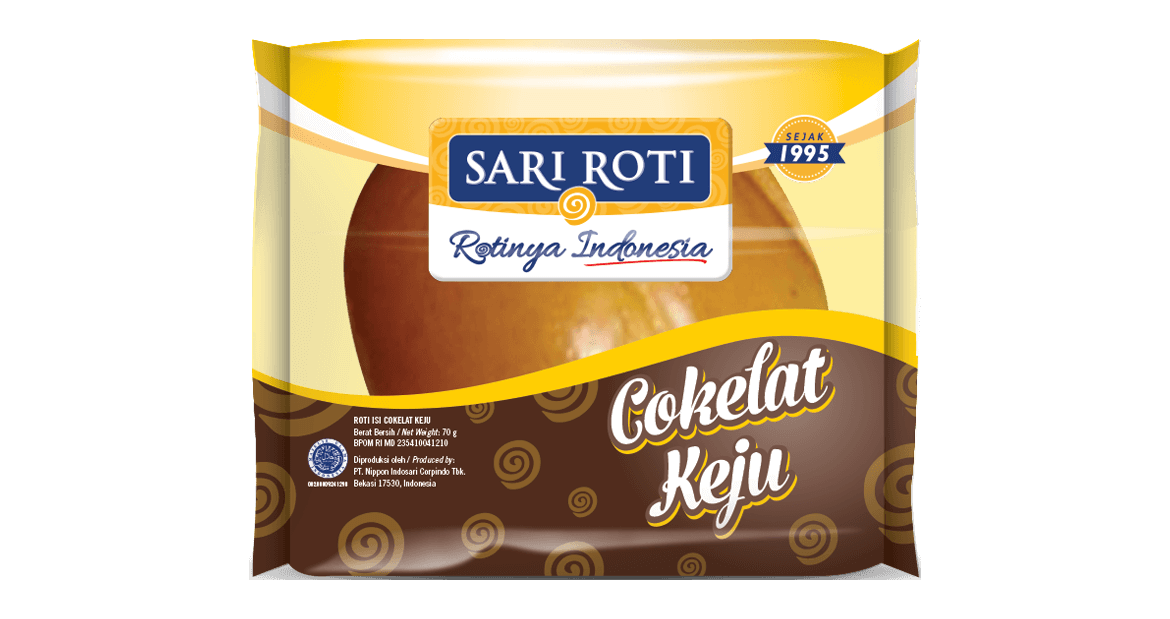 SARI ROTI
Rotinya Indonesia
SEJAK
1995
Cokelat
Keju
ROTI ISI COKELAT KEJU
Berat Bersih / Net Weight: 70 g
BPOM RI MD 235410041210
Diproduksi oleh / Produced by:
PT. Nippon Indosari Corpindo Tbk.
Bekasi 17530, Indonesia